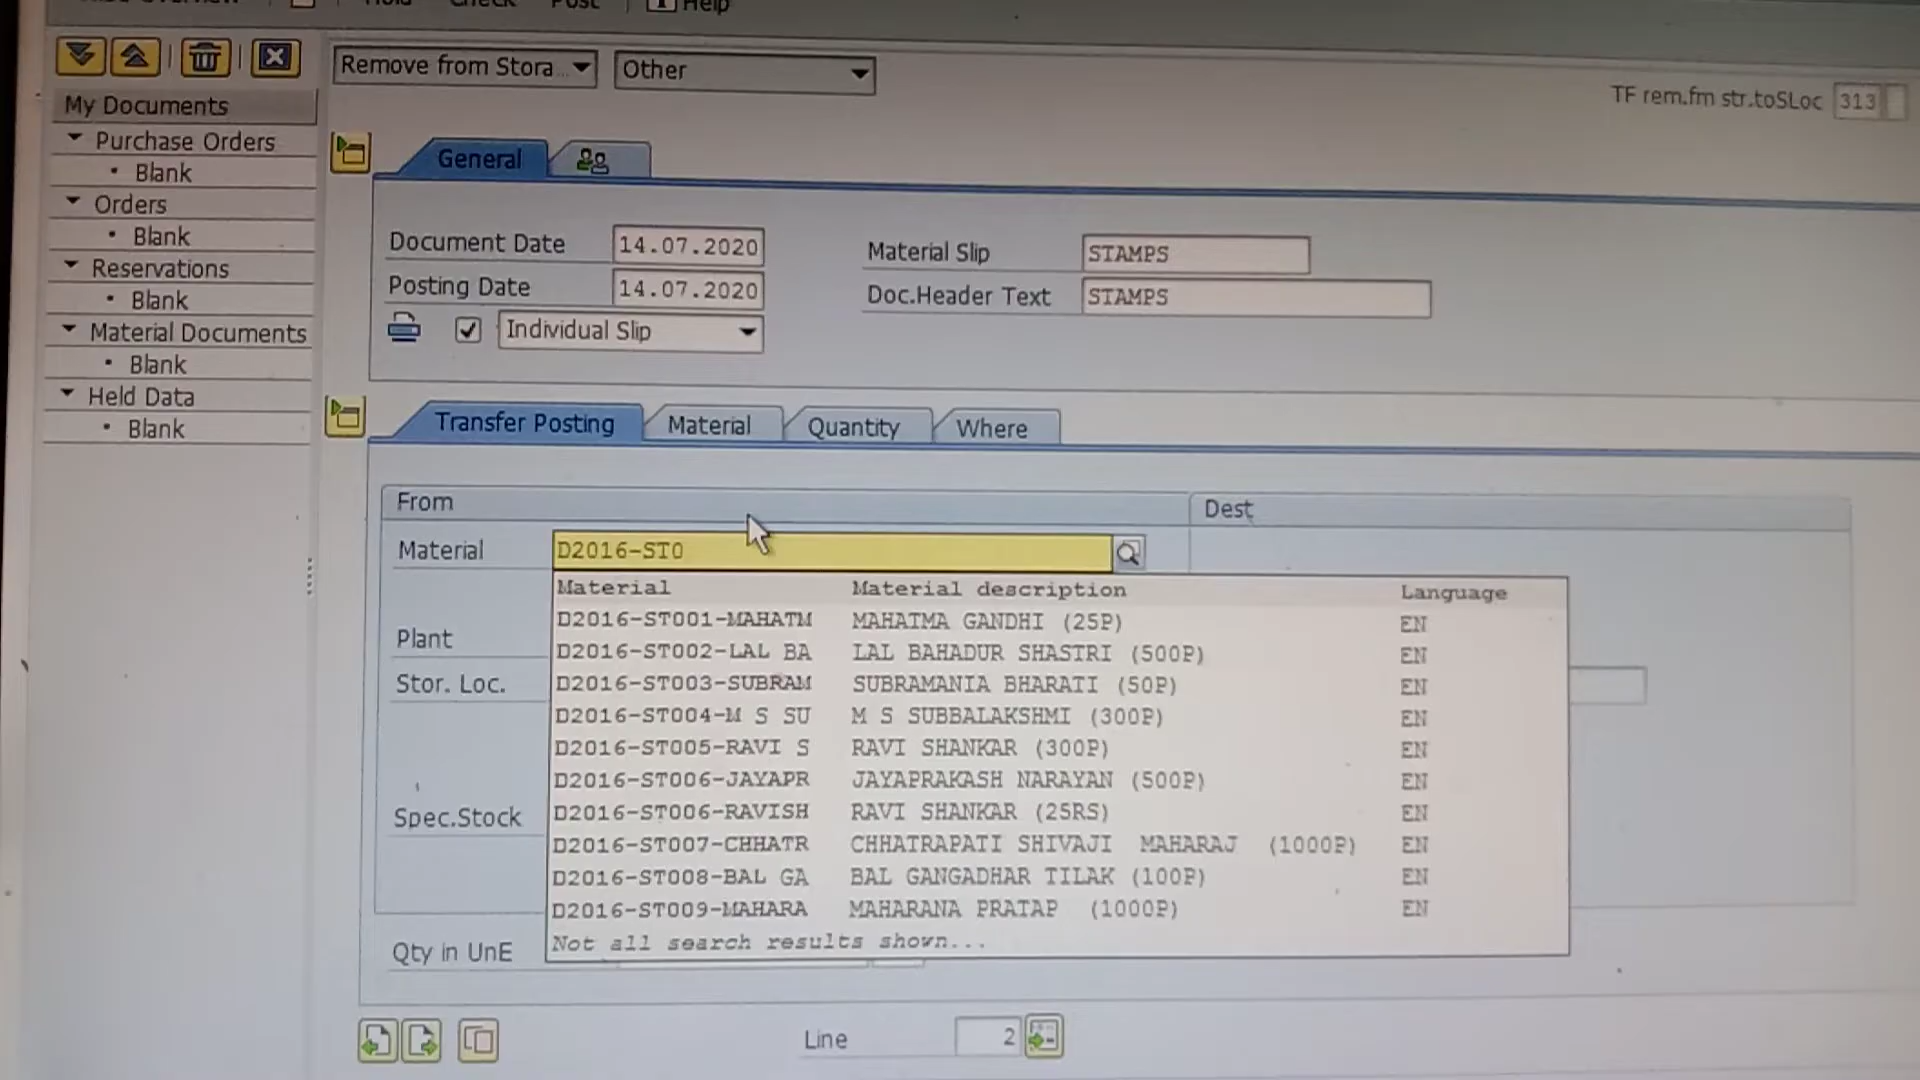 Help
Remove from Stora..
Other
TF rem.fm str.toSLoc 313
My Documents
Purchase Orders
Blank
Orders
Blank
Reservations
Blank
Material Documents
Blank
Held Data
Blank
General
Document Date 14.07.2020
Material Slip STAMPS
Posting Date 14.07.2020
Doc.Header Text STAMPS
Individual Slip
Transfer Posting Material Quantity Where
From Dest
Material D2016-ST0
Material Material description Language
D2016-ST001-MAHATM MAHATMA GANDHI (25P) EN
D2016-ST002-LAL BA LAL BAHADUR SHASTRI (500P) EN
D2016-ST003-SUBRAM SUBRAMANIA BHARATI (50P) EN
D2016-ST004-M S SU M S SUBBALAKSHMI (300P) EN
D2016-ST005-RAVI S RAVI SHANKAR (300P) EN
D2016-ST006-JAYAPR JAYAPRAKASH NARAYAN (500P) EN
D2016-ST006-RAVISH RAVI SHANKAR (25RS) EN
D2016-ST007-CHHATR CHHATRAPATI SHIVAJI MAHARAJ (1000P) EN
D2016-ST008-BAL GA BAL GANGADHAR TILAK (100P) EN
D2016-ST009-MAHARA MAHARANA PRATAP (1000P) EN
Not all search results shown...
Plant
Stor. Loc.
Spec.Stock
Qty in UnE
Line 2